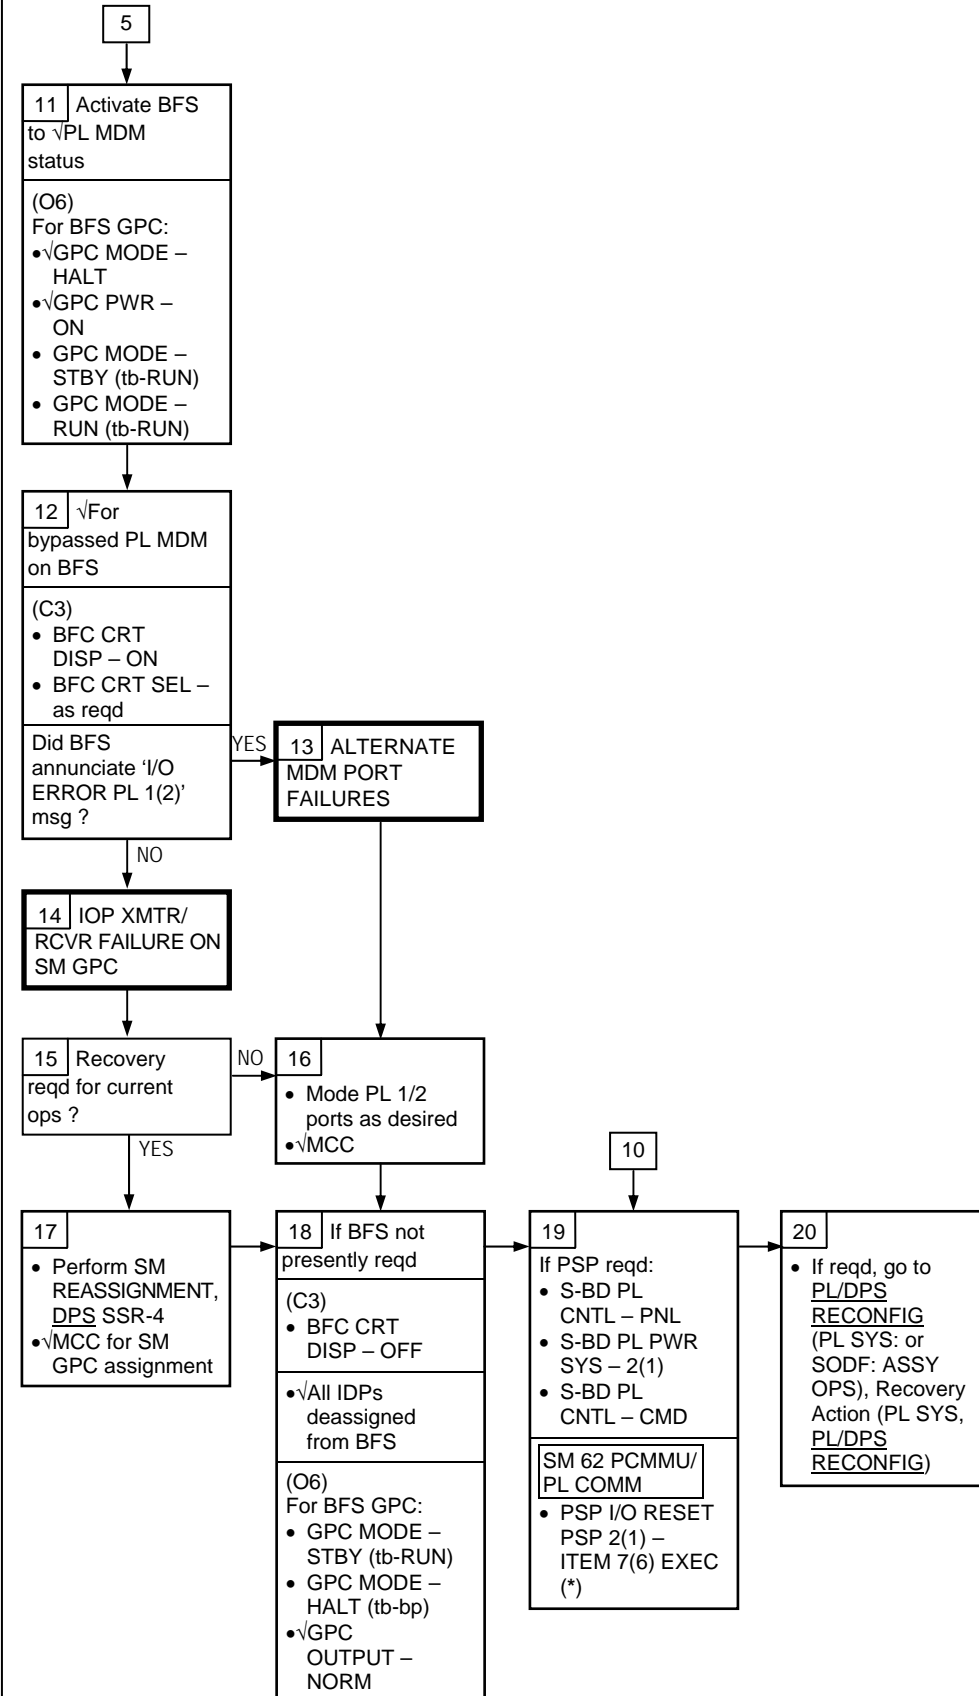 5
11 Activate BFS
to √PL MDM
status
(O6)
For BFS GPC:
•√GPC MODE –
HALT
•√GPC PWR –
ON
• GPC MODE –
STBY (tb-RUN)
• GPC MODE –
RUN (tb-RUN)
12 √For
bypassed PL MDM
on BFS
(C3)
• BFC CRT
DISP – ON
• BFC CRT SEL –
as reqd
Did BFS
annunciate ‘I/O
ERROR PL 1(2)’
msg ?
YES
NO
13 ALTERNATE
MDM PORT
FAILURES
14 IOP XMTR/
RCVR FAILURE ON
SM GPC
15 Recovery
reqd for current
ops ?
NO
YES
16
• Mode PL 1/2
ports as desired
•√MCC
17
• Perform SM
REASSIGNMENT,
DPS SSR-4
•√MCC for SM
GPC assignment
18 If BFS not
presently reqd
(C3)
• BFC CRT
DISP – OFF
•√All IDPs
deassigned
from BFS
(O6)
For BFS GPC:
• GPC MODE –
STBY (tb-RUN)
• GPC MODE –
HALT (tb-bp)
•√GPC
OUTPUT –
NORM
10
19
If PSP reqd:
• S-BD PL
CNTL – PNL
• S-BD PL PWR
SYS – 2(1)
• S-BD PL
CNTL – CMD
SM 62 PCMMU/
PL COMM
• PSP I/O RESET
PSP 2(1) –
ITEM 7(6) EXEC
(*)
20
• If reqd, go to
PL/DPS
RECONFIG
(PL SYS: or
SODF: ASSY
OPS), Recovery
Action (PL SYS,
PL/DPS
RECONFIG)